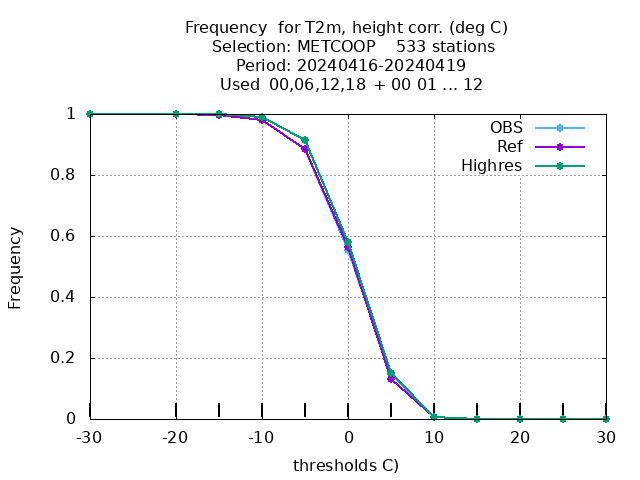 Frequency  for T2m, height corr. (deg C)
Selection: METCOOP    533 stations
Period: 20240416-20240419
Used  00,06,12,18  + 00 01 ... 12
OBS
Ref
Highres
1
0.8
0.6
0.4
0.2
0
Frequency
-30 -20 -10 0 10 20 30
thresholds C)